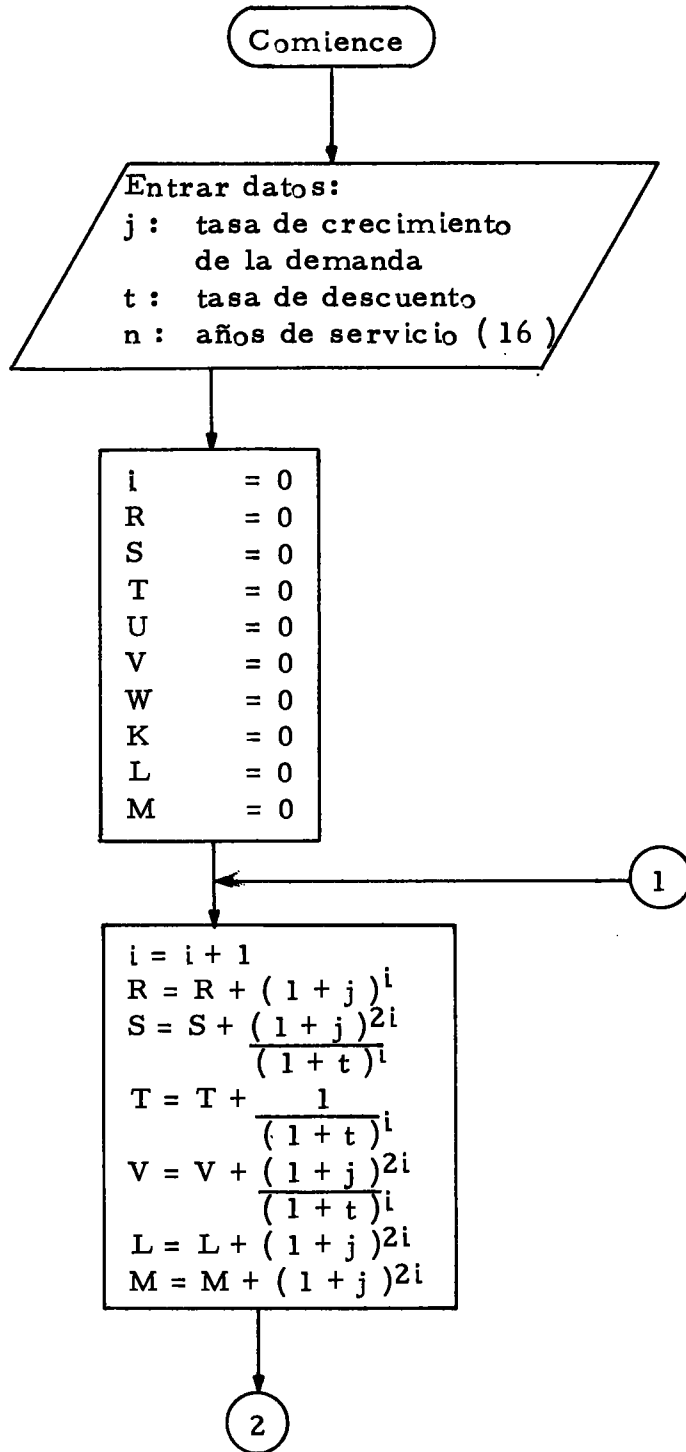 Comience
Entrar datos:
j : tasa de crecimiento
de la demanda
t : tasa de descuento
n : años de servicio ( 16 )
i = 0
R = 0
S = 0
T = 0
U = 0
V = 0
W = 0
K = 0
L = 0
M = 0
1
i = i + 1
R = R + ( 1 + j )^i
S = S + ( 1 + j )^2i / ( 1 + t )^i
T = T + 1 / ( 1 + t )^i
V = V + ( 1 + j )^2i / ( 1 + t )^i
L = L + ( 1 + j )^2i
M = M + ( 1 + j )^2i
2